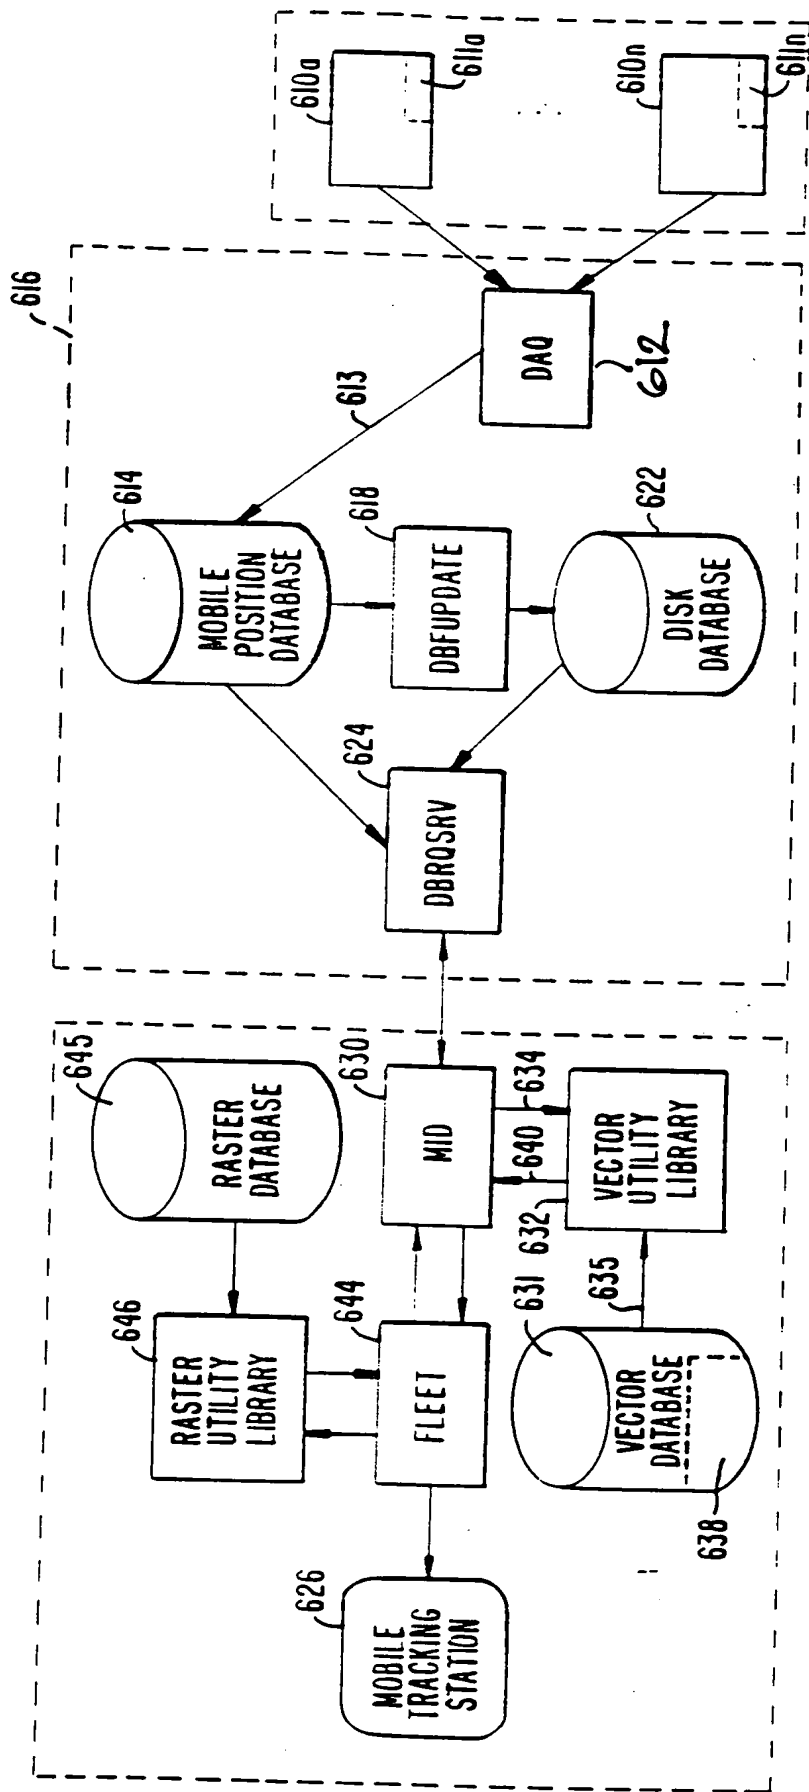 616
614
MOBILE
POSITION
DATABASE
613
610a
611a
...
610n
611n
DAQ
612
618
DBFUPDATE
622
DISK
DATABASE
624
DBRQSRV
645
RASTER
DATABASE
646
RASTER
UTILITY
LIBRARY
630
MID
644
FLEET
626
MOBILE
TRACKING
STATION
634
640
632
VECTOR
UTILITY
LIBRARY
635
631
VECTOR
DATABASE
638